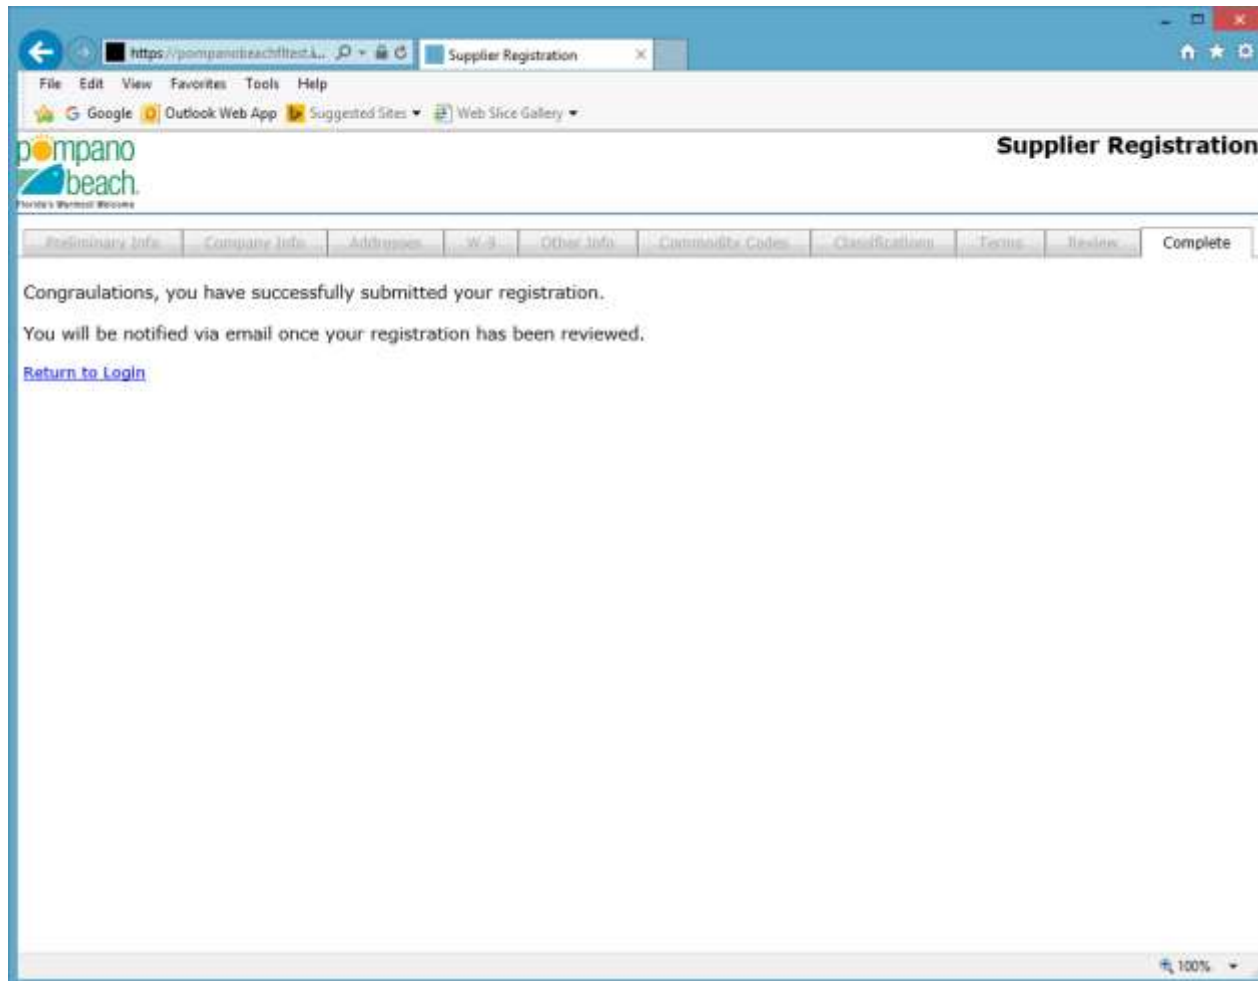 Supplier Registration
File Edit View Favorites Tools Help
Google Outlook Web App Suggested Sites Web Slice Gallery
pompano
beach.
Florida's Warmest Welcome
Supplier Registration
Preliminary Info Company Info Addresses W-9 Other Info Commodity Codes Classifications Terms Review Complete
Congraulations, you have successfully submitted your registration.
You will be notified via email once your registration has been reviewed.
Return to Login
100%